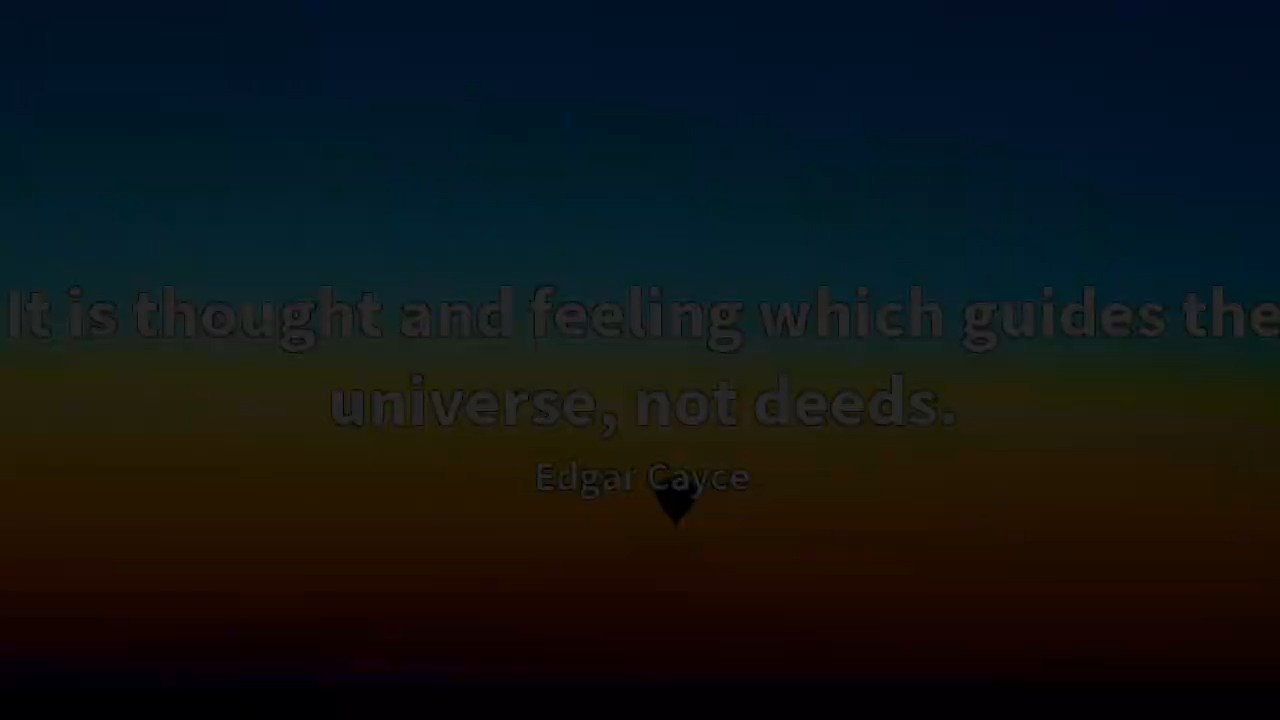 It is thought and feeling which guides the
universe, not deeds.
Edgar Cayce